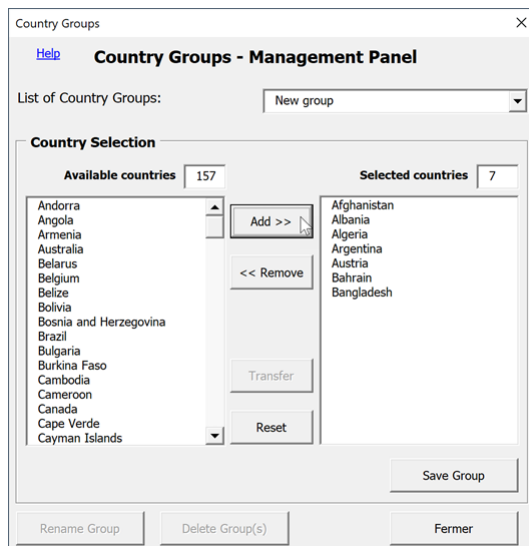 Country Groups
Help
Country Groups - Management Panel
List of Country Groups:
New group
Country Selection
Available countries 157
Selected countries 7
Andorra
Angola
Armenia
Australia
Belarus
Belgium
Belize
Bolivia
Bosnia and Herzegovina
Brazil
Bulgaria
Burkina Faso
Cambodia
Cameroon
Canada
Cape Verde
Cayman Islands
Add >>
<< Remove
Transfer
Reset
Afghanistan
Albania
Algeria
Argentina
Austria
Bahrain
Bangladesh
Save Group
Rename Group
Delete Group(s)
Fermer